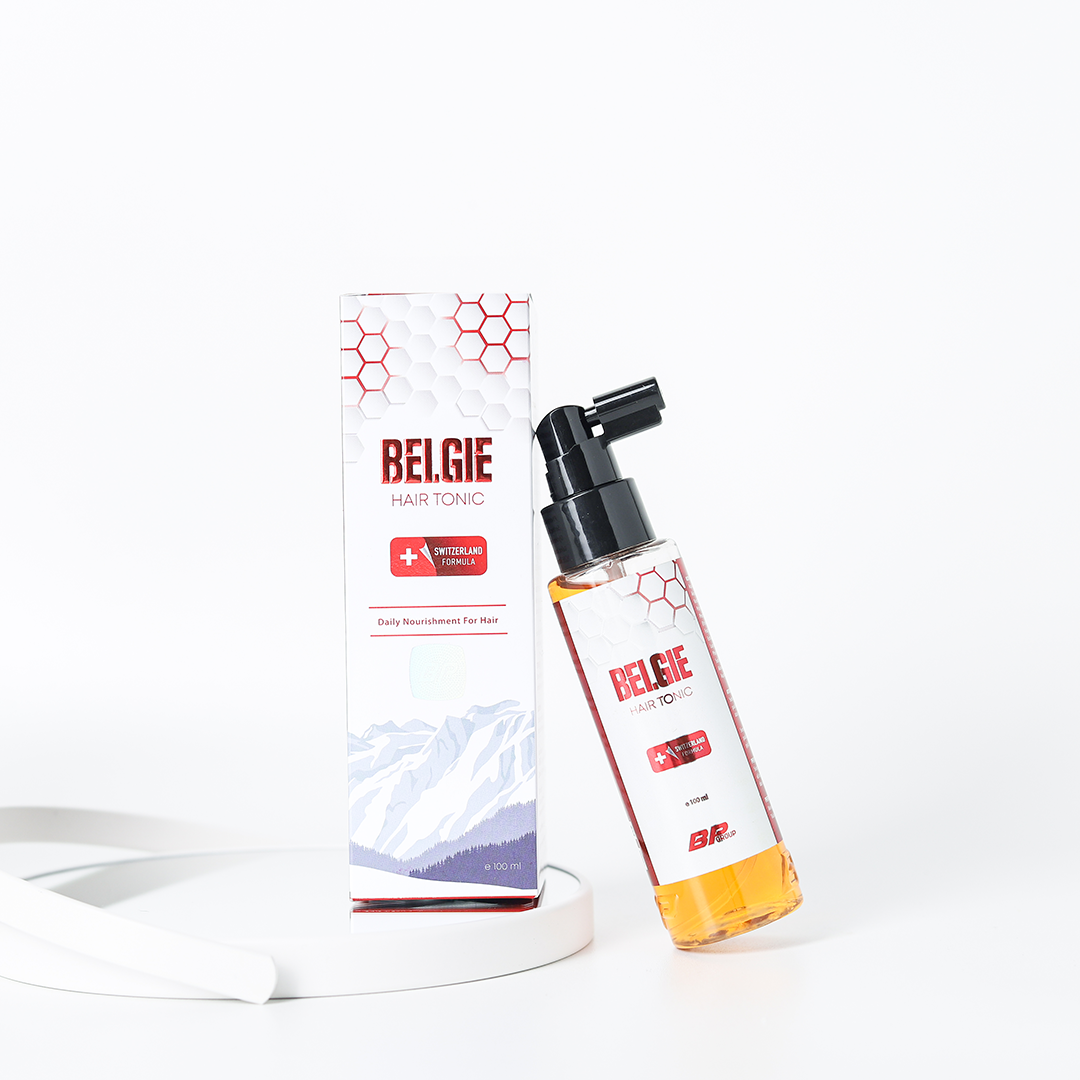 BELGIE
HAIR TONIC
SWITZERLAND
FORMULA
Daily Nourishment For Hair
e 100 ml
BELGIE
HAIR TONIC
SWITZERLAND
FORMULA
e 100 ml
BP GROUP